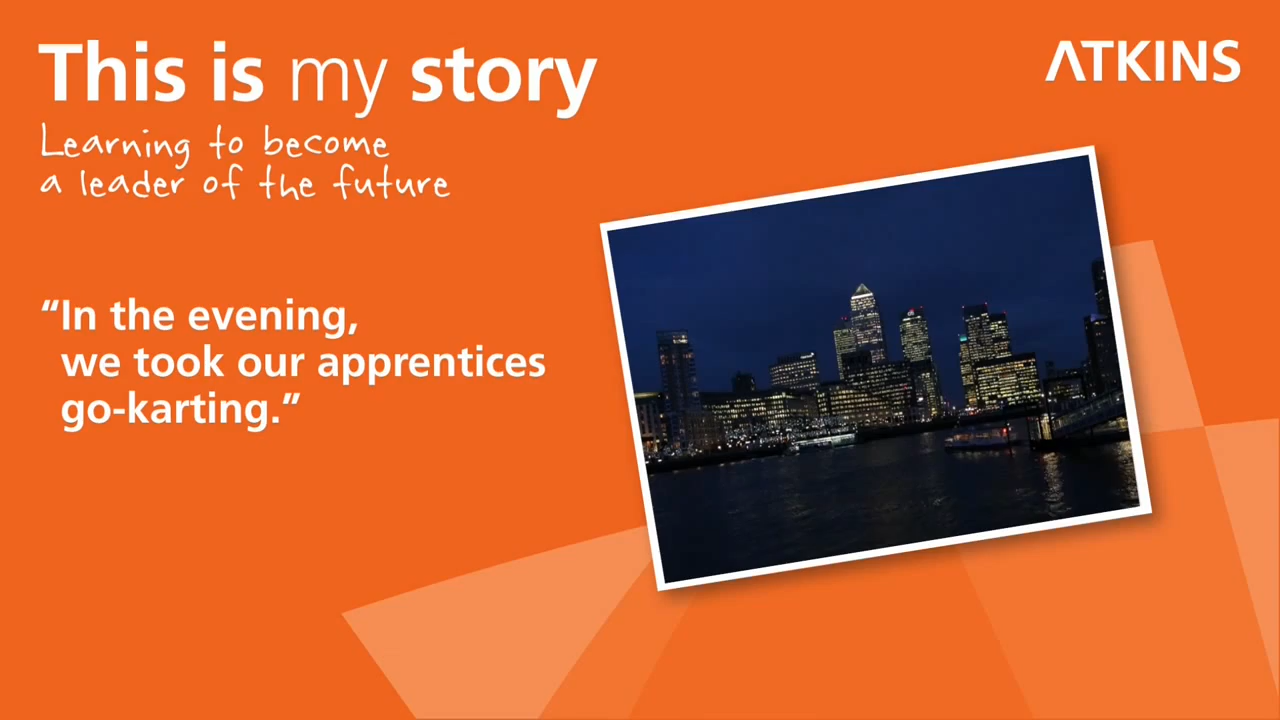 This is my story
ATKINS
Learning to become
a leader of the future
“In the evening,
we took our apprentices
go-karting.”